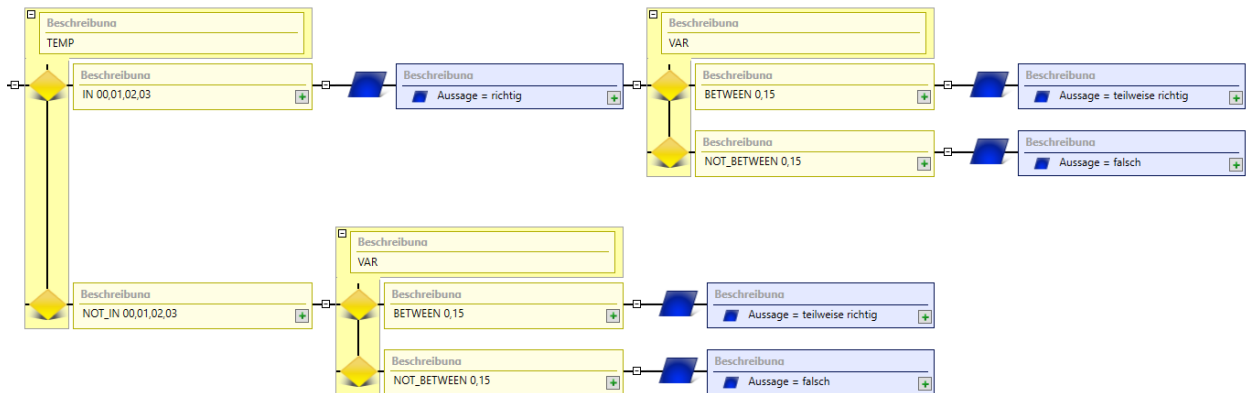 Beschreibung
TEMP
Beschreibung
IN 00,01,02,03
Beschreibung
Aussage = richtig
Beschreibung
VAR
Beschreibung
BETWEEN 0,15
Beschreibung
Aussage = teilweise richtig
Beschreibung
NOT_BETWEEN 0,15
Beschreibung
Aussage = falsch
Beschreibung
NOT_IN 00,01,02,03
Beschreibung
VAR
Beschreibung
BETWEEN 0,15
Beschreibung
Aussage = teilweise richtig
Beschreibung
NOT_BETWEEN 0,15
Beschreibung
Aussage = falsch